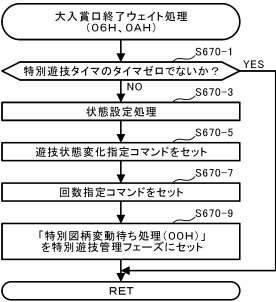 大入賞口終了ウェイト処理
(06H、0AH)
S670-1
特別遊技タイマのタイマゼロでないか?
YES
NO
S670-3
状態設定処理
S670-5
遊技状態変化指定コマンドをセット
S670-7
回数指定コマンドをセット
S670-9
「特別図柄変動待ち処理(00H)」
を特別遊技管理フェーズにセット
RET